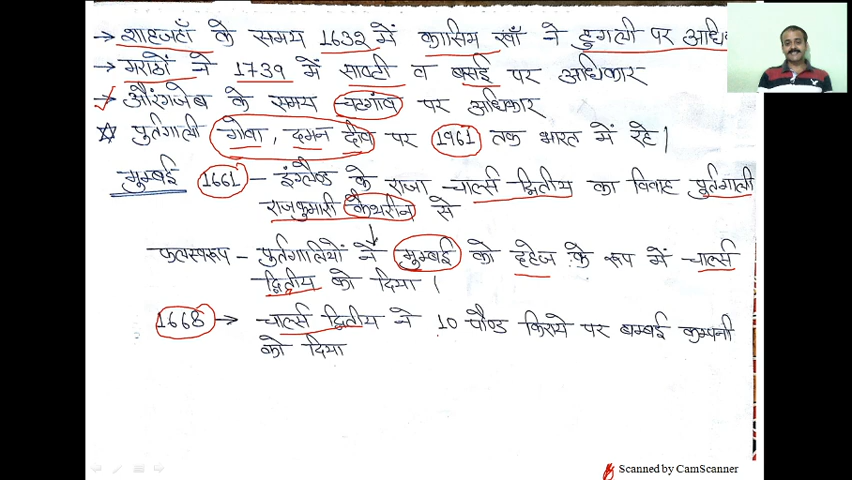 → शाहजहाँ के समय 1632 में कासिम खाँ ने हुगली पर अधि
→ मराठों ने 1739 में साल्टी व बसई पर अधिकार
→ औरंगजेब के समय चटगांव पर अधिकार
☆ पुर्तगाली गोवा, दमन दीव पर 1961 तक भारत में रहे।
मुम्बई 1661 - इंग्लैण्ड के राजा चार्ल्स द्वितीय का विवाह पुर्तगाली
राजकुमारी कैथरीन से
फलस्वरूप - पुर्तगालियों ने मुम्बई को दहेज के रूप में चार्ल्स
द्वितीय को दिया।
1668 → चार्ल्स द्वितीय ने 10 पौण्ड किराये पर बम्बई कम्पनी
को दिया
Scanned by CamScanner